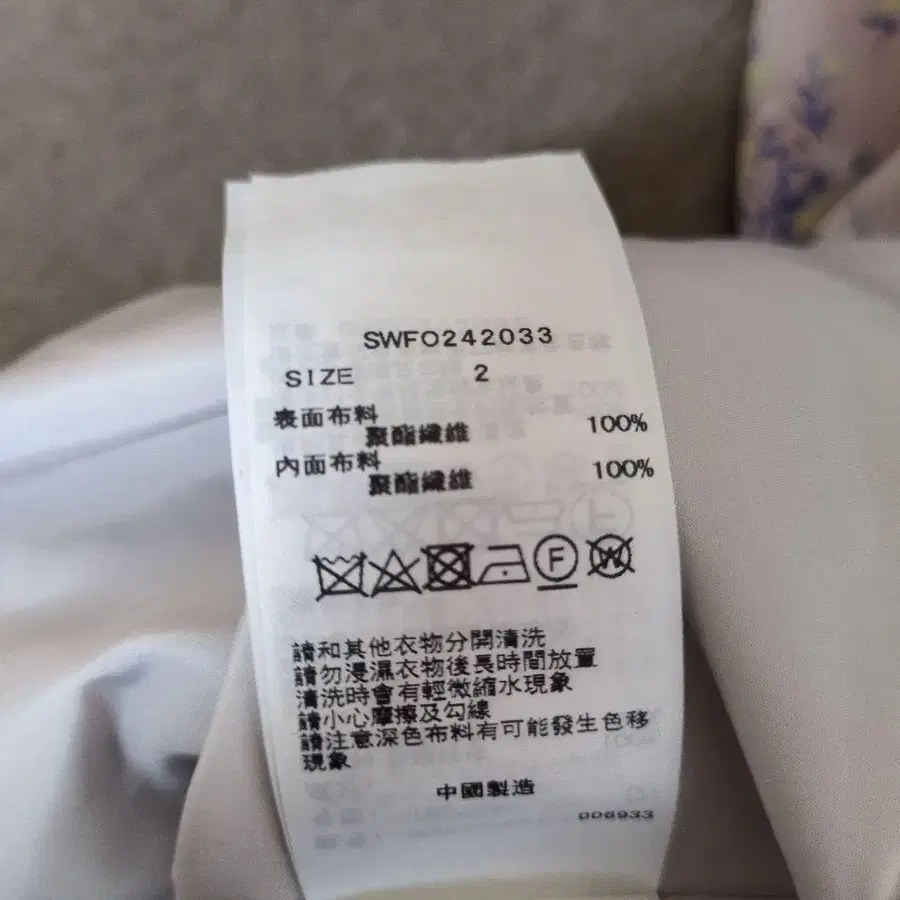 SWFO242033
SIZE 2
表面布料
聚酯纖維 100%
內面布料
聚酯纖維 100%
F W
請和其他衣物分開清洗
請勿浸濕衣物後長時間放置
清洗時會有輕微縮水現象
請小心摩擦及勾線
請注意深色布料有可能發生色移
現象
中國製造
006933